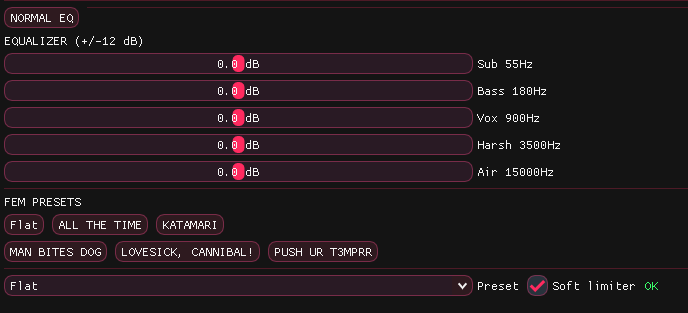 NORMAL EQ
EQUALIZER (+/-12 dB)
0.0 dB Sub 55Hz
0.0 dB Bass 180Hz
0.0 dB Vox 900Hz
0.0 dB Harsh 3500Hz
0.0 dB Air 15000Hz
FEM PRESETS
Flat ALL THE TIME KATAMARI
MAN BITES DOG LOVESICK, CANNIBAL! PUSH UR T3MPRR
Flat Preset Soft limiter OK